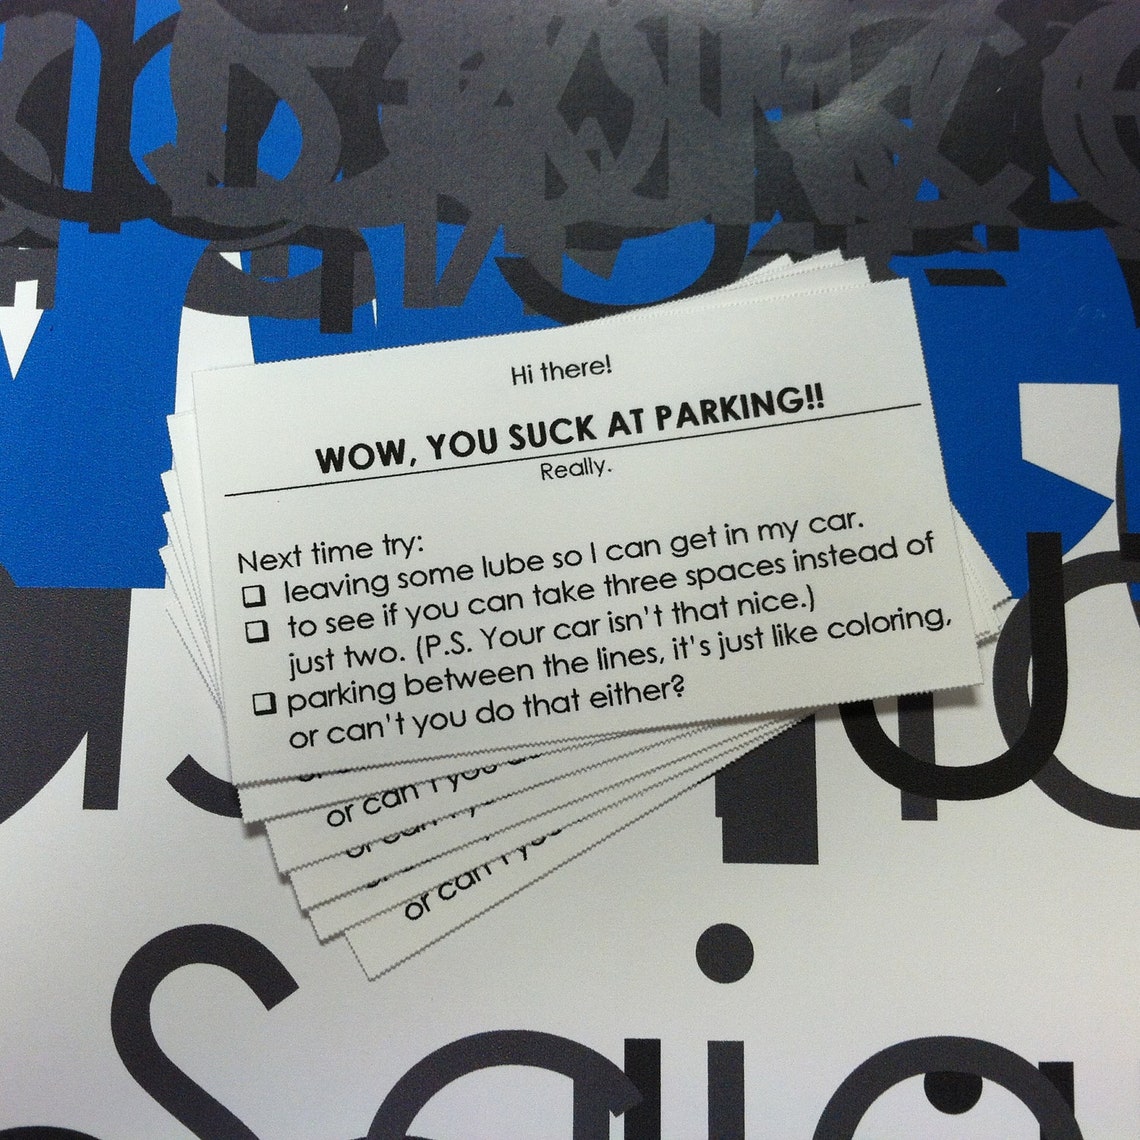 Hi there!
WOW, YOU SUCK AT PARKING!!
Really.
Next time try:
❑ leaving some lube so I can get in my car.
❑ to see if you can take three spaces instead of
just two. (P.S. Your car isn't that nice.)
❑ parking between the lines, it's just like coloring,
or can't you do that either?
or can't you
or can't you